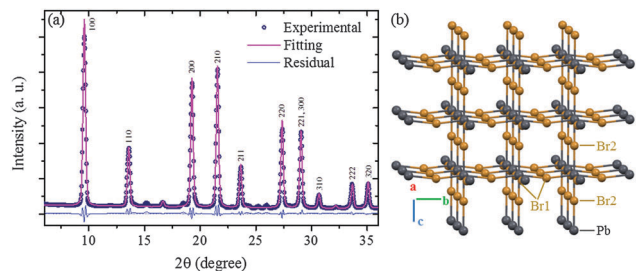 (a)
Experimental
Fitting
Residual
100
110
200
210
211
220
221,300
310
222
320
Intensity (a. u.)
10 15 20 25 30 35
2θ (degree)
(b)
Br2
a
b
c
Br1
Br2
Pb